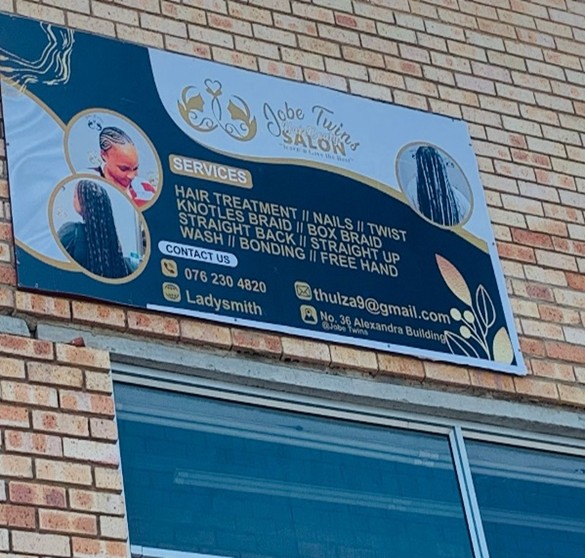 Jobe Twins
SALON
SERVICES
HAIR TREATMENT // NAILS // TWIST
KNOTLES BRAID // BOX BRAID
STRAIGHT BACK // STRAIGHT UP
WASH // BONDING // FREE HAND
CONTACT US
076 230 4820
Ladysmith
thulza9@gmail.com
No. 36 Alexandra Building
@Jobe Twins